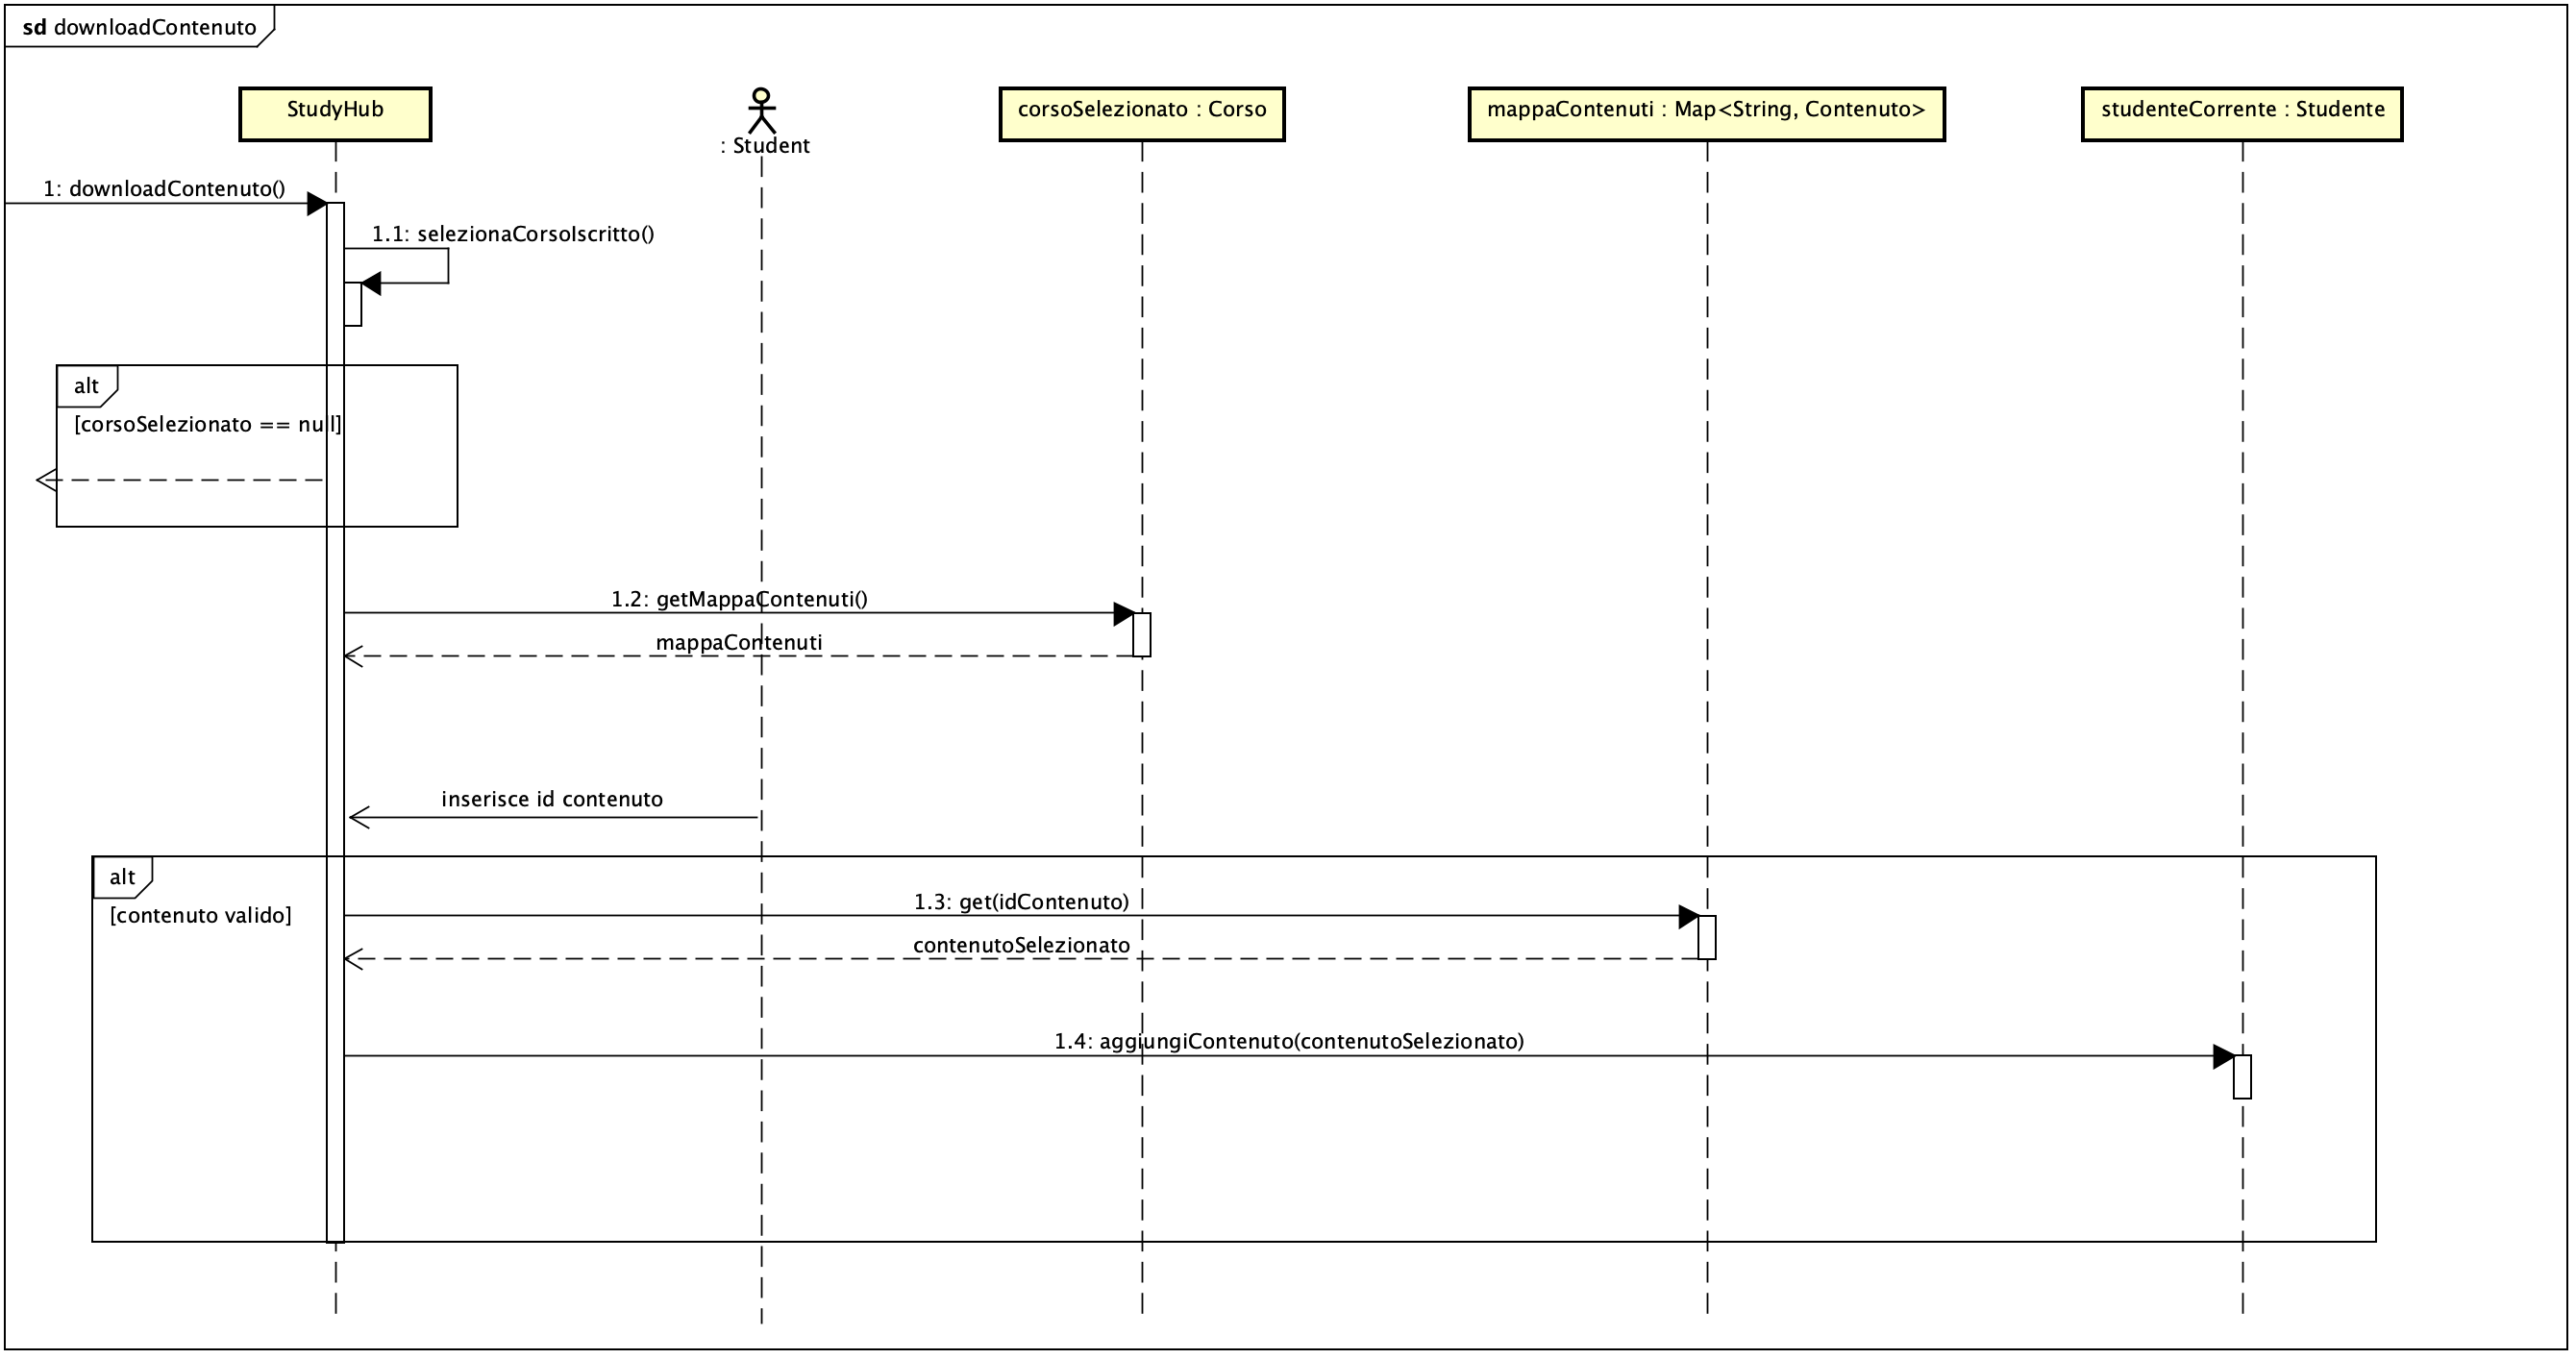 sd downloadContenuto
StudyHub
: Student
corsoSelezionato : Corso
mappaContenuti : Map<String, Contenuto>
studenteCorrente : Studente
1: downloadContenuto()
1.1: selezionaCorsoIscritto()
alt
[corsoSelezionato == null]
1.2: getMappaContenuti()
mappaContenuti
inserisce id contenuto
alt
[contenuto valido]
1.3: get(idContenuto)
contenutoSelezionato
1.4: aggiungiContenuto(contenutoSelezionato)